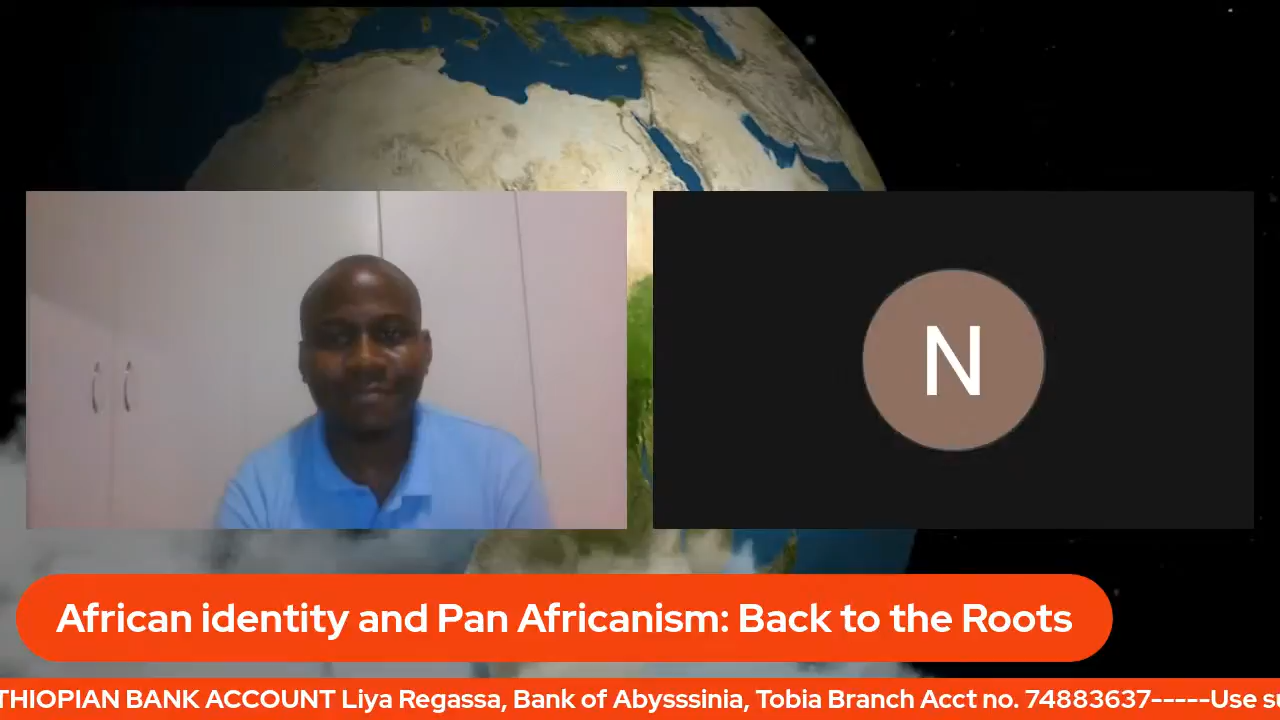 N
African identity and Pan Africanism: Back to the Roots
THIOPIAN BANK ACCOUNT Liya Regassa, Bank of Abysssinia, Tobia Branch Acct no. 74883637-----Use su